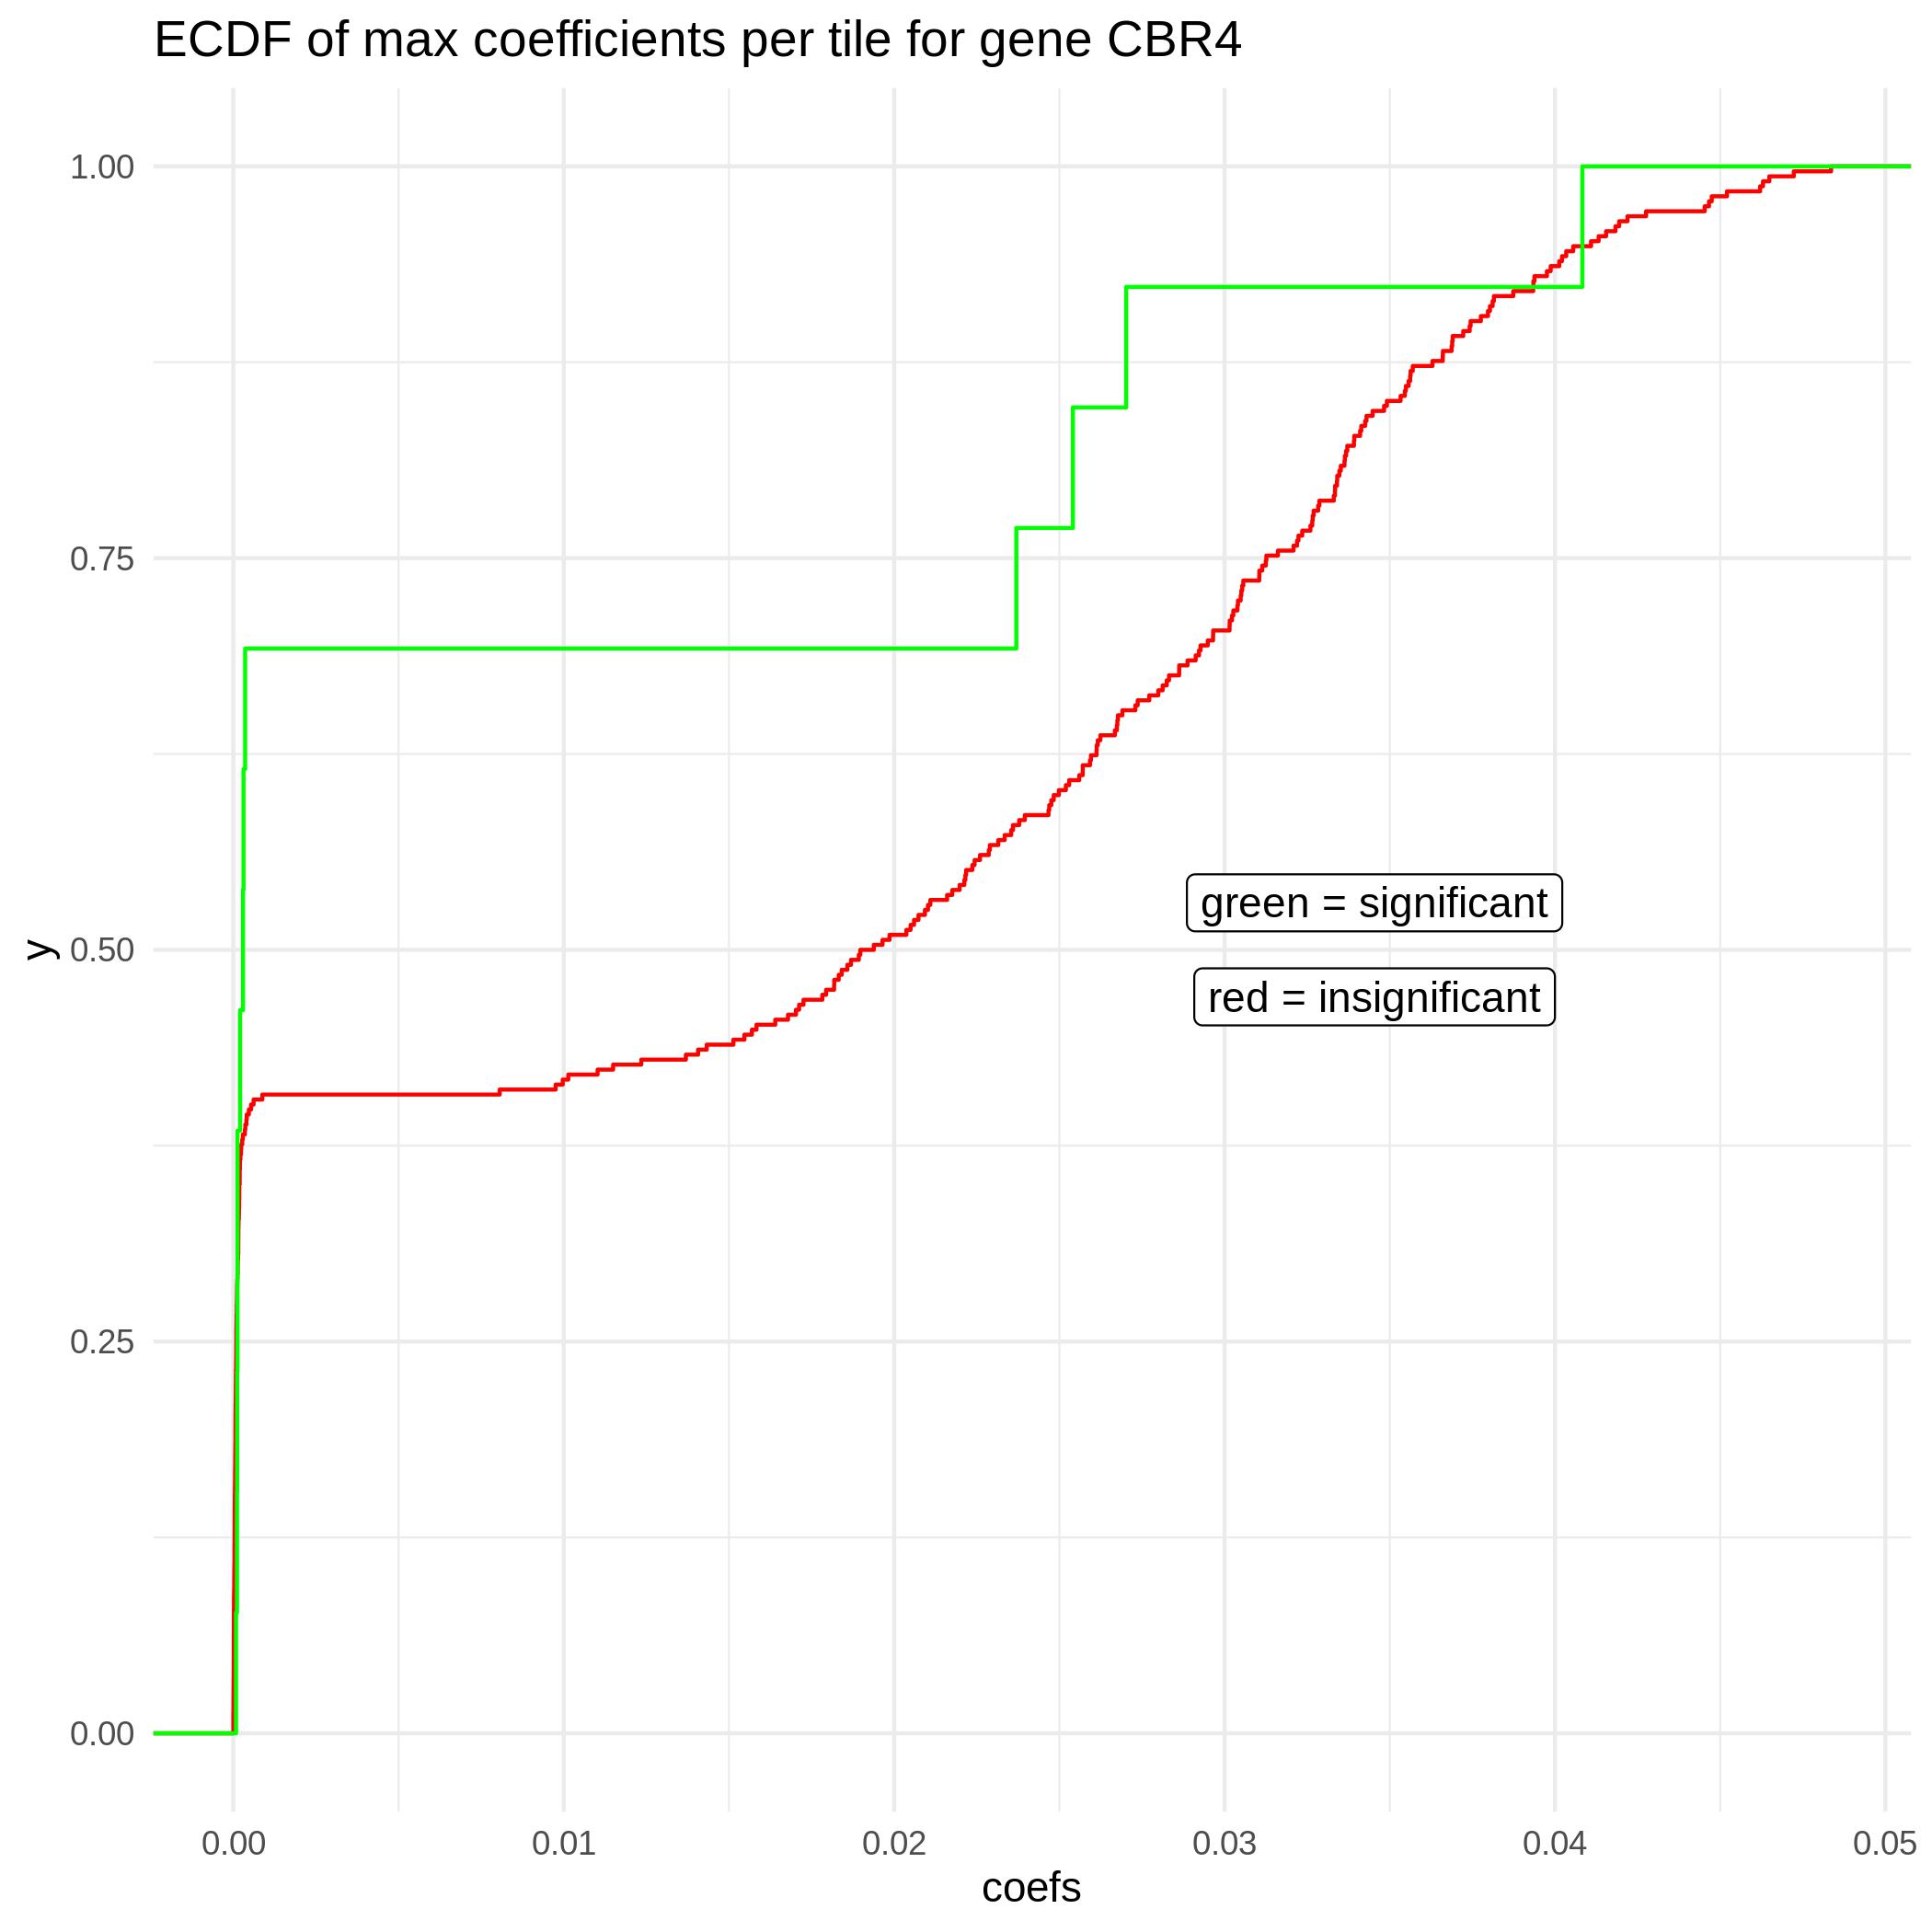 ECDF of max coefficients per tile for gene CBR4
1.00
0.75
0.50
0.25
0.00
y
green = significant
red = insignificant
0.00 0.01 0.02 0.03 0.04 0.05
coefs